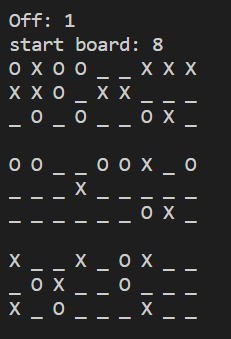 Off: 1
start board: 8
O X O O _ _ X X X
X X O _ X X _ _ _
_ O _ O _ _ O X _

O O _ _ O O X _ O
_ _ _ X _ _ _ _ _
_ _ _ _ _ _ O X _

X _ _ X _ O X _ _
_ O X _ _ O _ _ _
X _ O _ _ _ X _ _